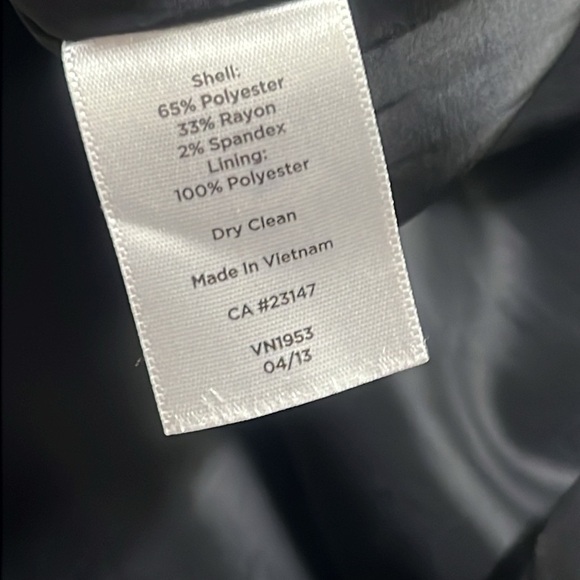 Shell:
65% Polyester
33% Rayon
2% Spandex
Lining:
100% Polyester
Dry Clean
Made In Vietnam
CA #23147
VN1953
04/13